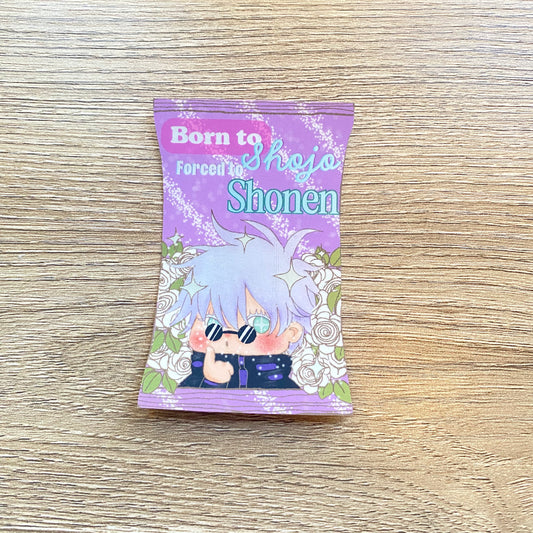 Born to
Shojo
Forced to
Shonen